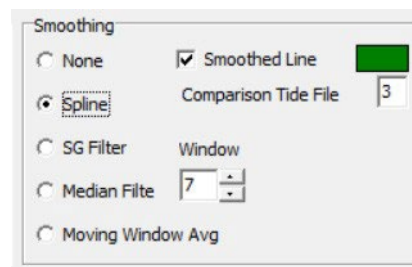 Smoothing
None
Smoothed Line
Spline
Comparison Tide File
3
SG Filter
Window
Median Filte
7
Moving Window Avg